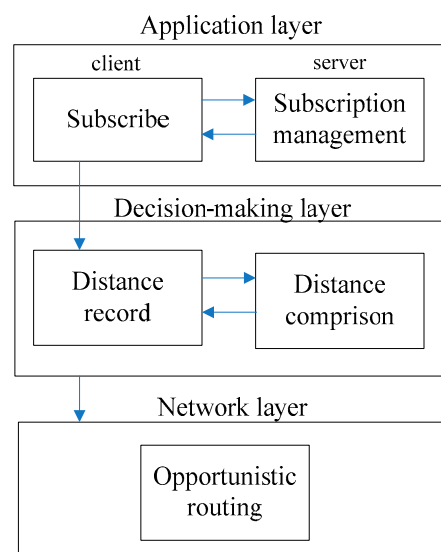 Application layer
client
server
Subscribe
Subscription
management
Decision-making layer
Distance
record
Distance
comprison
Network layer
Opportunistic
routing